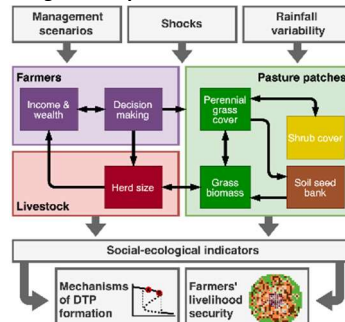 Management
scenarios
Shocks
Rainfall
variability
Farmers
Income &
wealth
Decision
making
Pasture patches
Perennial
grass
cover
Shrub cover
Herd size
Livestock
Grass
biomass
Soil seed
bank
Social-ecological indicators
Mechanisms
of DTP
formation
Farmers'
livelihood
security